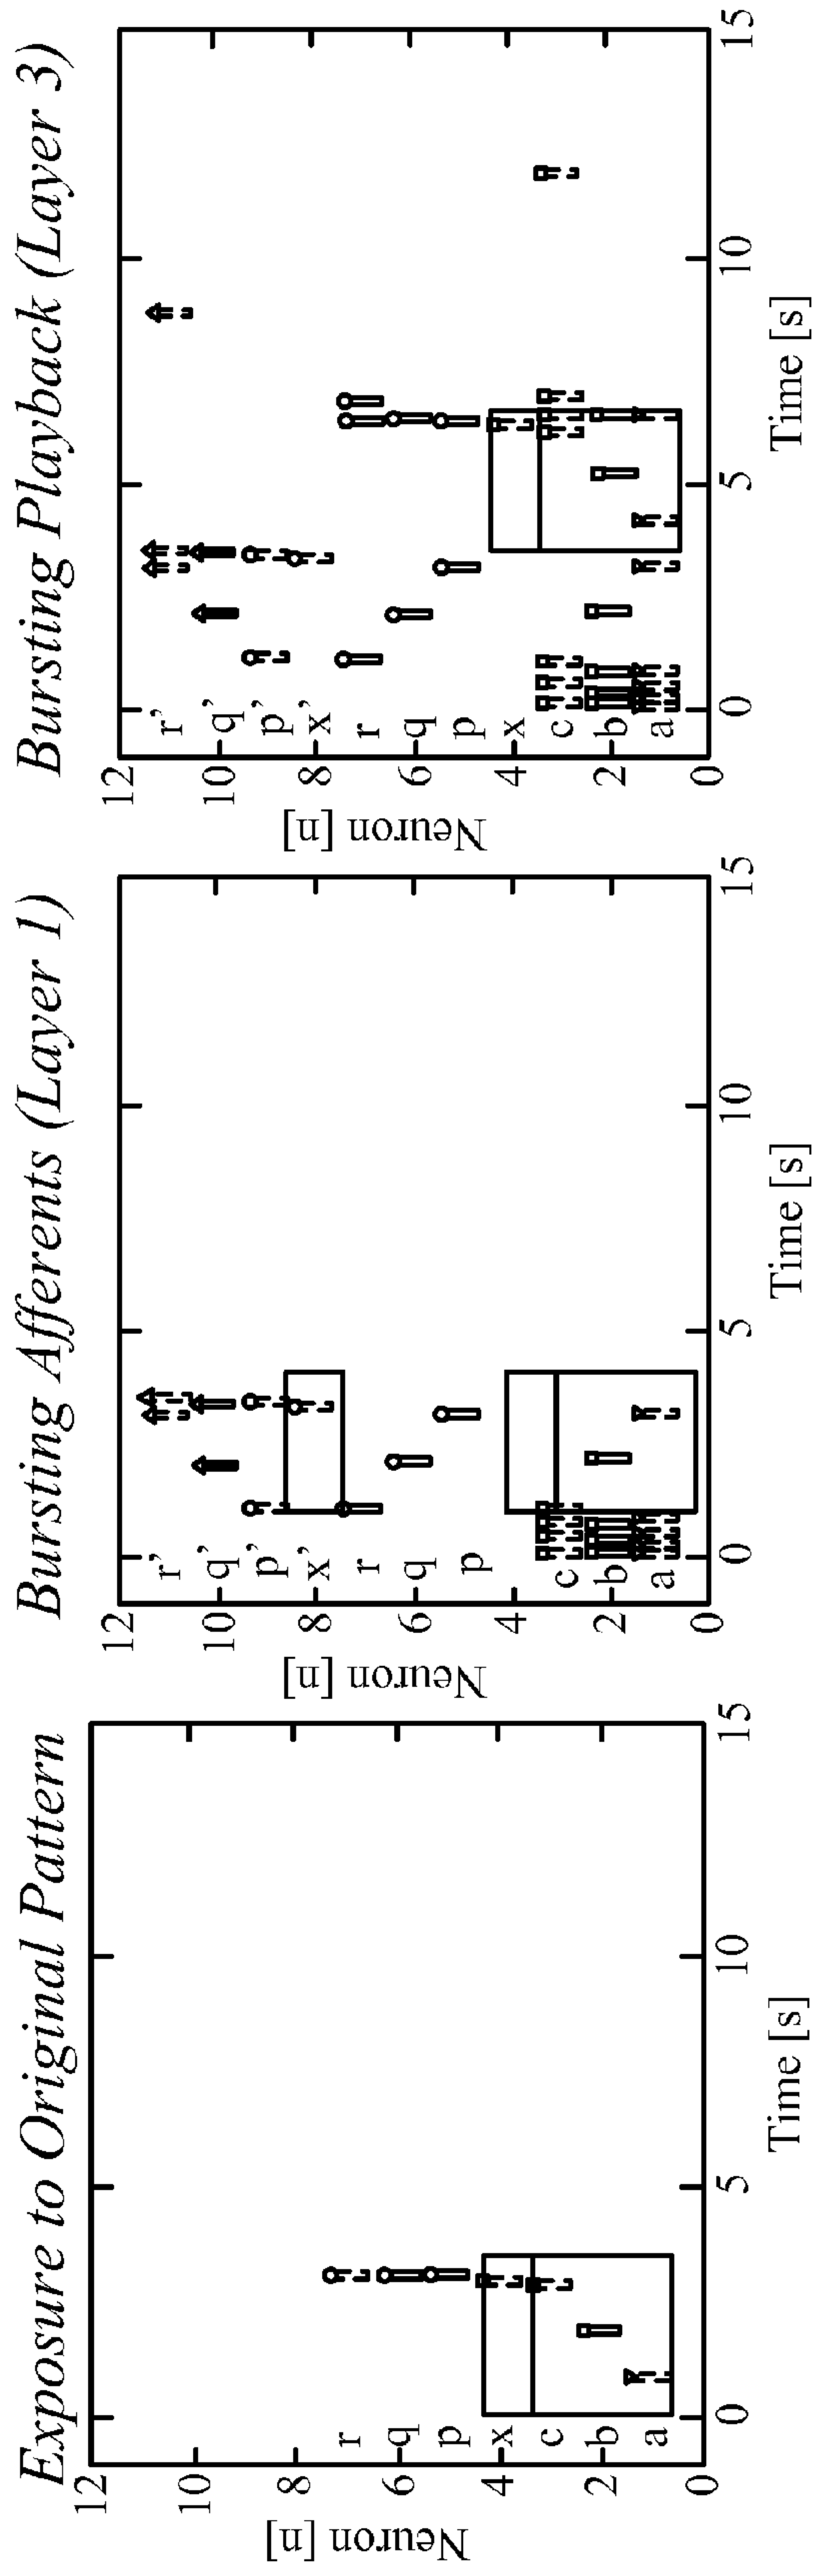 Exposure to Original Pattern
Neuron [n]
12
10
8
6
4
2
0
r
q
p
x
c
b
a
0
5
10
15
Time [s]
Bursting Afferents (Layer 1)
Neuron [n]
12
10
8
6
4
2
0
r’
q’
p’
x’
r
q
p
c
b
a
0
5
10
15
Time [s]
Bursting Playback (Layer 3)
Neuron [n]
12
10
8
6
4
2
0
r’
q’
p’
x’
r
q
p
x
c
b
a
0
5
10
15
Time [s]